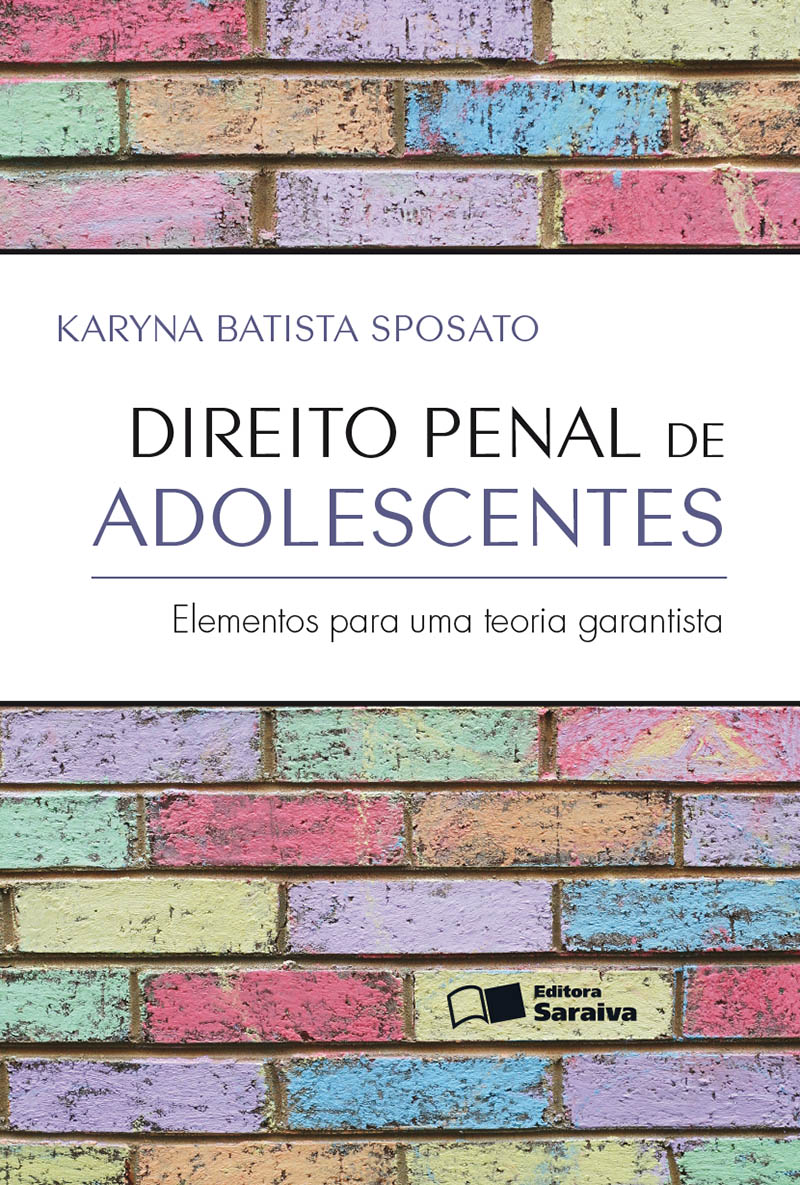 KARYNA BATISTA SPOSATO
DIREITO PENAL DE
ADOLESCENTES
Elementos para uma teoria garantista
Editora
Saraiva